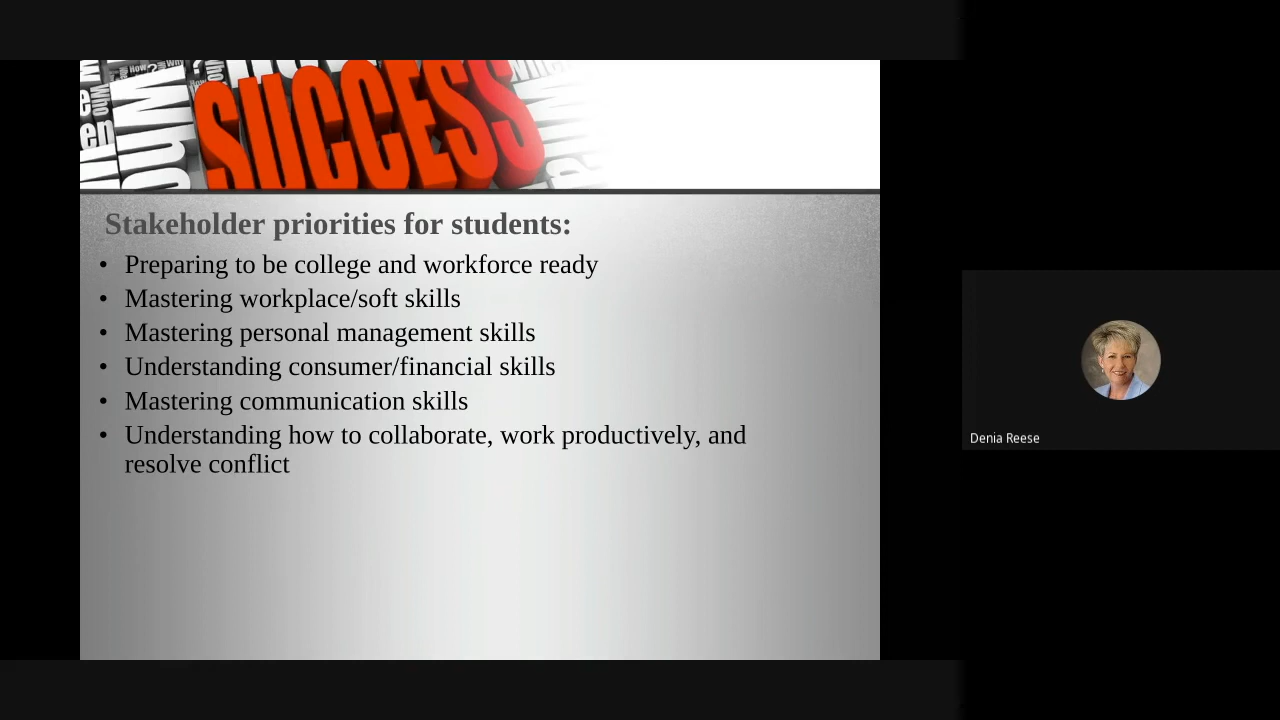 SUCCESS
Stakeholder priorities for students:
• Preparing to be college and workforce ready
• Mastering workplace/soft skills
• Mastering personal management skills
• Understanding consumer/financial skills
• Mastering communication skills
• Understanding how to collaborate, work productively, and
resolve conflict
Denia Reese